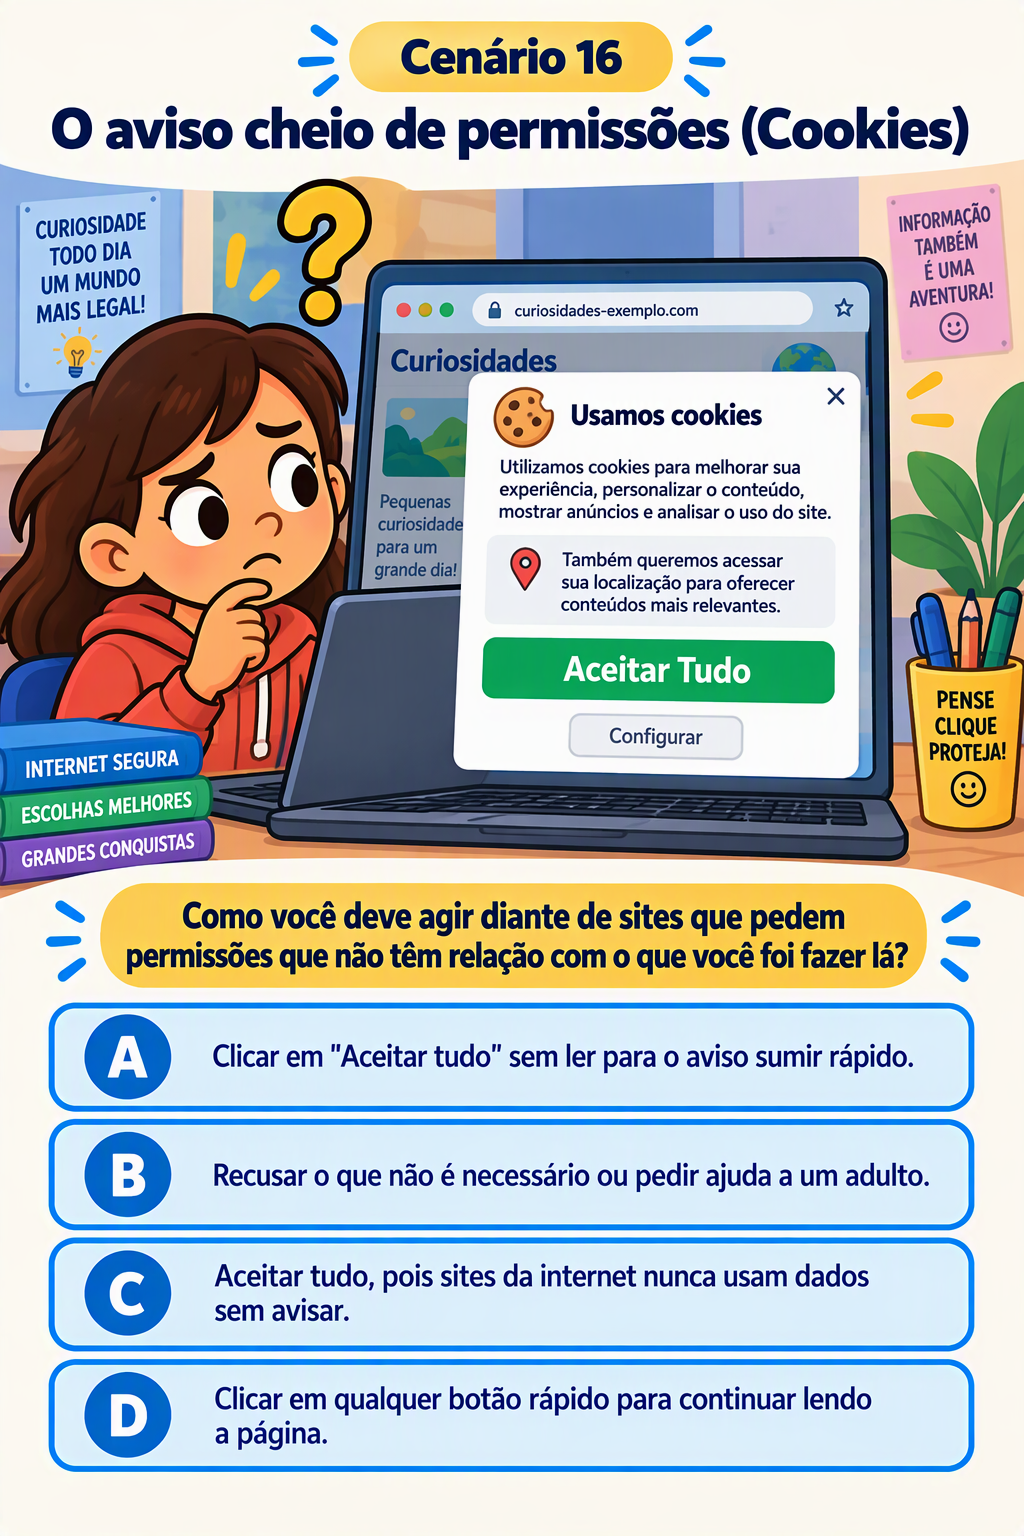 Cenário 16
O aviso cheio de permissões (Cookies)
CURIOSIDADE
TODO DIA
UM MUNDO
MAIS LEGAL!
INFORMAÇÃO
TAMBÉM
É UMA
AVENTURA!
curiosidades-exemplo.com
Curiosidades
Pequenas
curiosidade
para um
grande dia!
Usamos cookies
Utilizamos cookies para melhorar sua
experiência, personalizar o conteúdo,
mostrar anúncios e analisar o uso do site.
Também queremos acessar
sua localização para oferecer
conteúdos mais relevantes.
Aceitar Tudo
Configurar
INTERNET SEGURA
ESCOLHAS MELHORES
GRANDES CONQUISTAS
PENSE
CLIQUE
PROTEJA!
Como você deve agir diante de sites que pedem
permissões que não têm relação com o que você foi fazer lá?
A Clicar em "Aceitar tudo" sem ler para o aviso sumir rápido.
B Recusar o que não é necessário ou pedir ajuda a um adulto.
C Aceitar tudo, pois sites da internet nunca usam dados
sem avisar.
D Clicar em qualquer botão rápido para continuar lendo
a página.